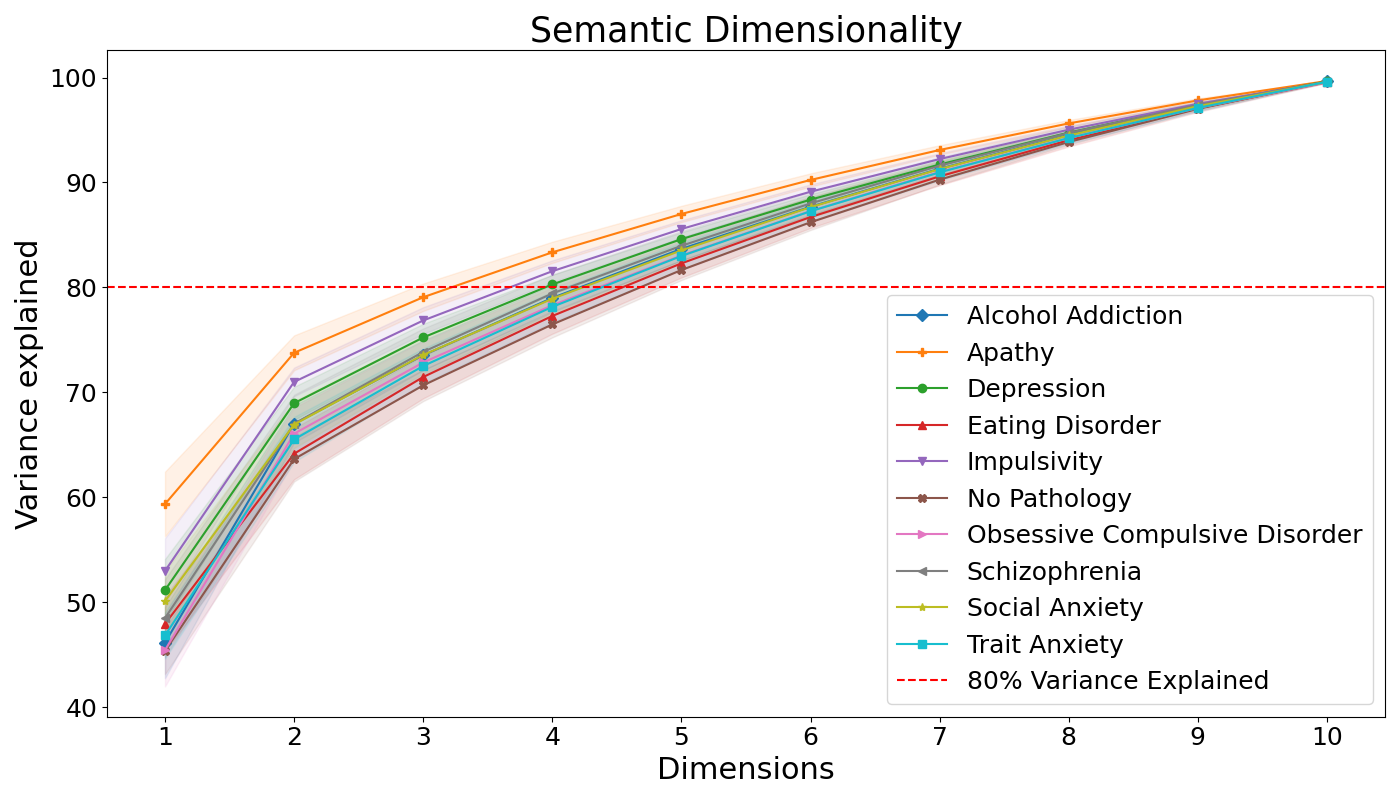 Semantic Dimensionality
Variance explained
100
90
80
70
60
50
40
Alcohol Addiction
Apathy
Depression
Eating Disorder
Impulsivity
No Pathology
Obsessive Compulsive Disorder
Schizophrenia
Social Anxiety
Trait Anxiety
80% Variance Explained
1 2 3 4 5 6 7 8 9 10
Dimensions